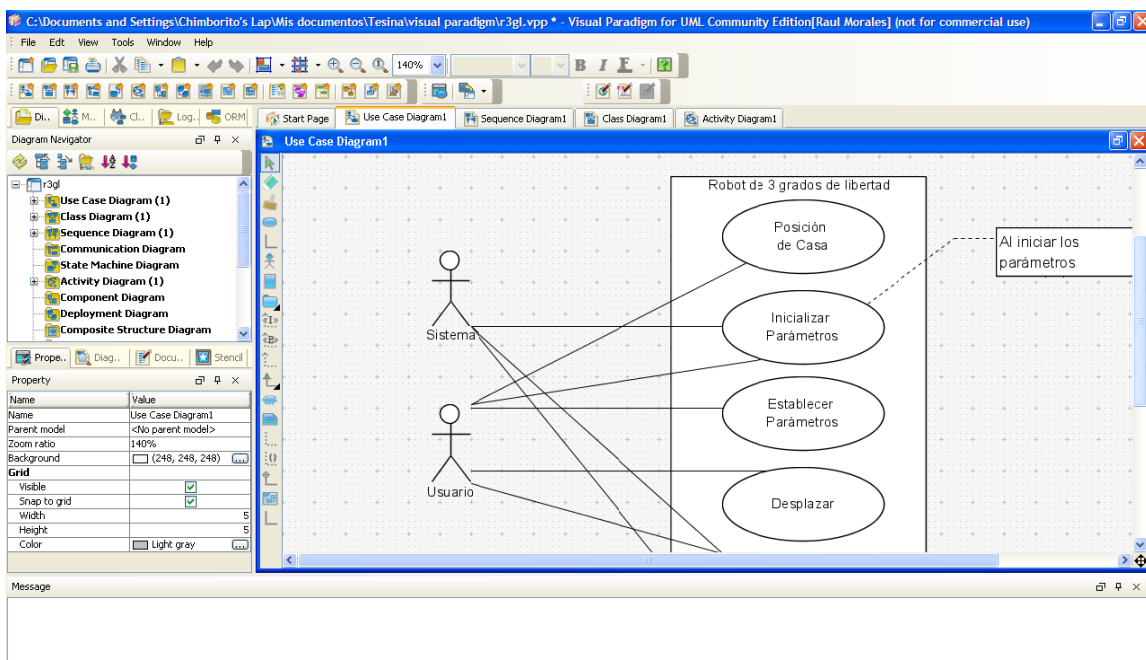 C:\Documents and Settings\Chimborito's Lap\Mis documentos\Tesina\visual paradigm\r3gl.vpp * - Visual Paradigm for UML Community Edition[Raul Morales] (not for commercial use)
File Edit View Tools Window Help
140% B I F
Di.. M.. Cl.. Log.. ORM
Start Page Use Case Diagram1 Sequence Diagram1 Class Diagram1 Activity Diagram1
Diagram Navigator
Use Case Diagram1
r3gl
Use Case Diagram (1)
Class Diagram (1)
Sequence Diagram (1)
Communication Diagram
State Machine Diagram
Activity Diagram (1)
Component Diagram
Deployment Diagram
Composite Structure Diagram
Prope.. Diag.. Docu.. Stencil
Property
Name Value
Name Use Case Diagram1
Parent model <No parent model>
Zoom ratio 140%
Background (248, 248, 248) ...
Grid
Visible
Snap to grid
Width 5
Height 5
Color Light gray ...
Robot de 3 grados de libertad
Posición
de Casa
Al iniciar los
parámetros
Sistema
Inicializar
Parámetros
Establecer
Parámetros
Usuario
Desplazar
Message